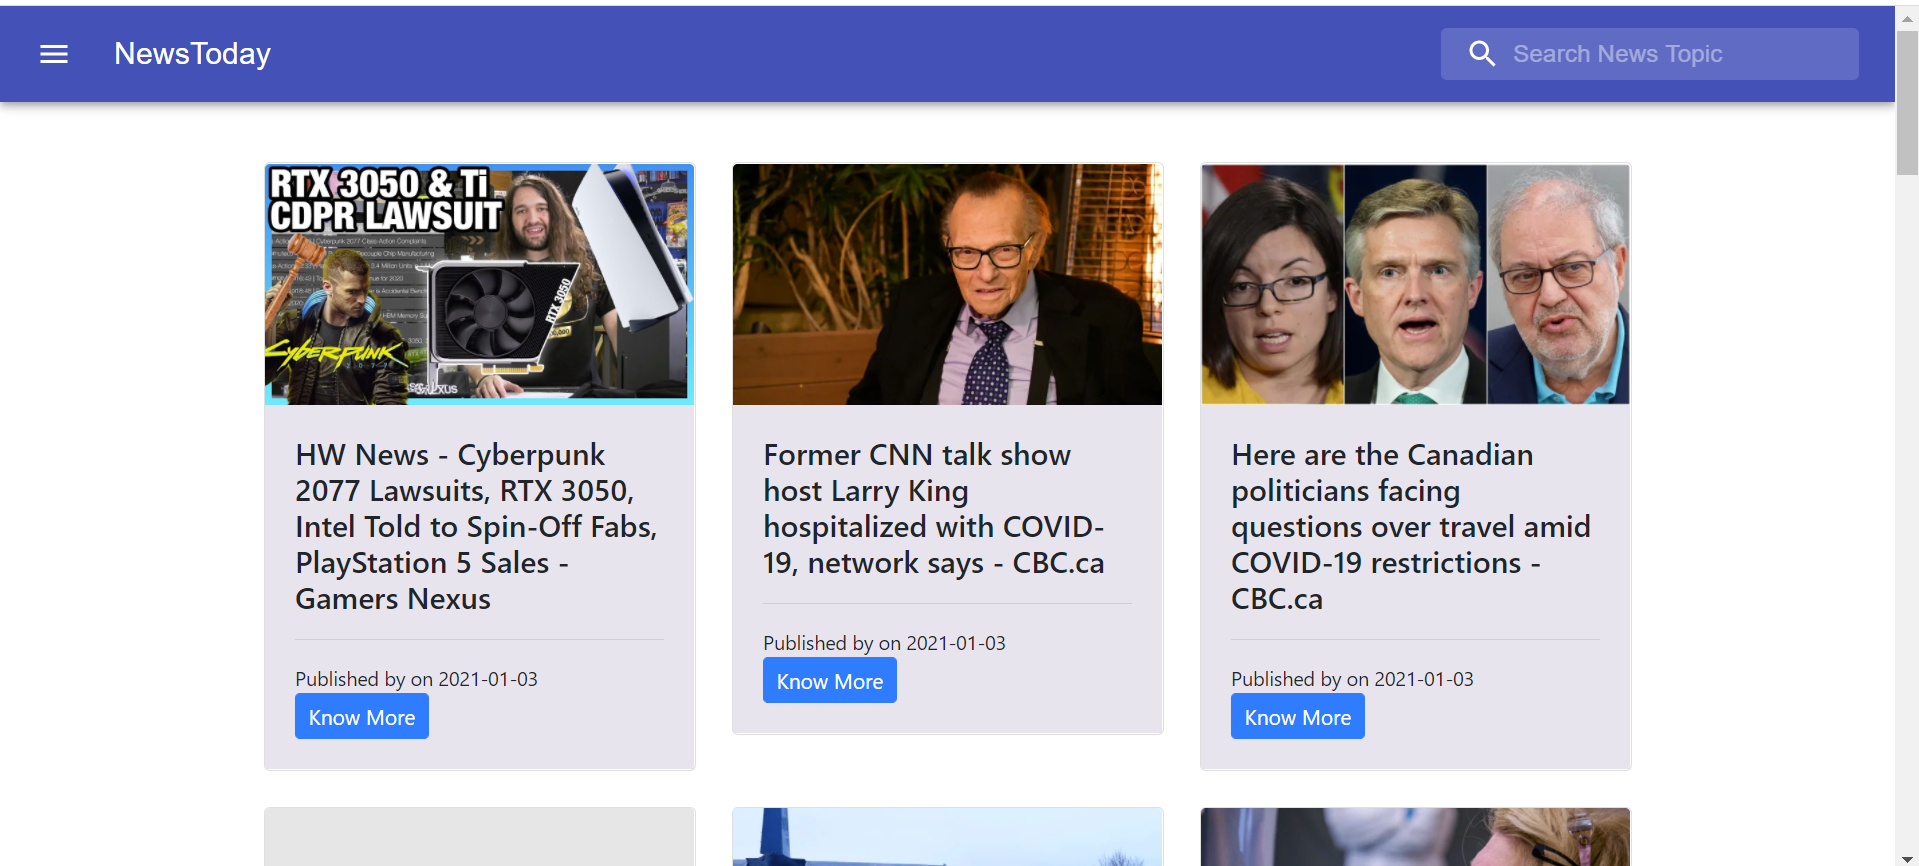 NewsToday
Search News Topic
RTX 3050 & Ti
CDPR LAWSUIT
RTX 3050
CYBERPUNK
2077
HW News - Cyberpunk
2077 Lawsuits, RTX 3050,
Intel Told to Spin-Off Fabs,
PlayStation 5 Sales -
Gamers Nexus
Published by on 2021-01-03
Know More
Former CNN talk show
host Larry King
hospitalized with COVID-
19, network says - CBC.ca
Published by on 2021-01-03
Know More
Here are the Canadian
politicians facing
questions over travel amid
COVID-19 restrictions -
CBC.ca
Published by on 2021-01-03
Know More